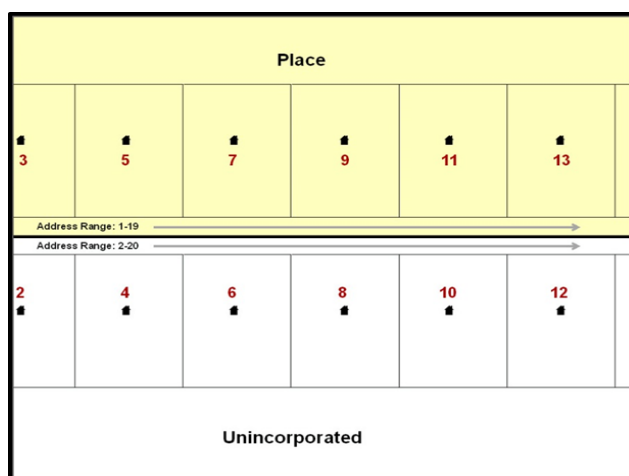 Place
3 5 7 9 11 13
Address Range: 1-19
Address Range: 2-20
2 4 6 8 10 12
Unincorporated